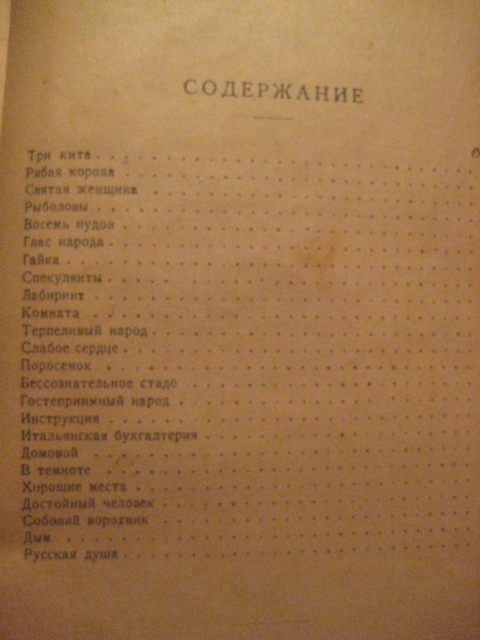 СОДЕРЖАНИЕ
Три кита
Рябая корова
Святая женщина
Рыболовы
Восемь пудов
Глас народа
Гайка
Спекулянты
Лабиринт
Комната
Терпеливый народ
Слабое сердце
Поросенок
Бессознательное стадо
Гостеприимный народ
Инструкция
Итальянская бухгалтерия
Домовой
В темноте
Хорошие места
Достойный человек
Соболий воротник
Дым
Русская душа